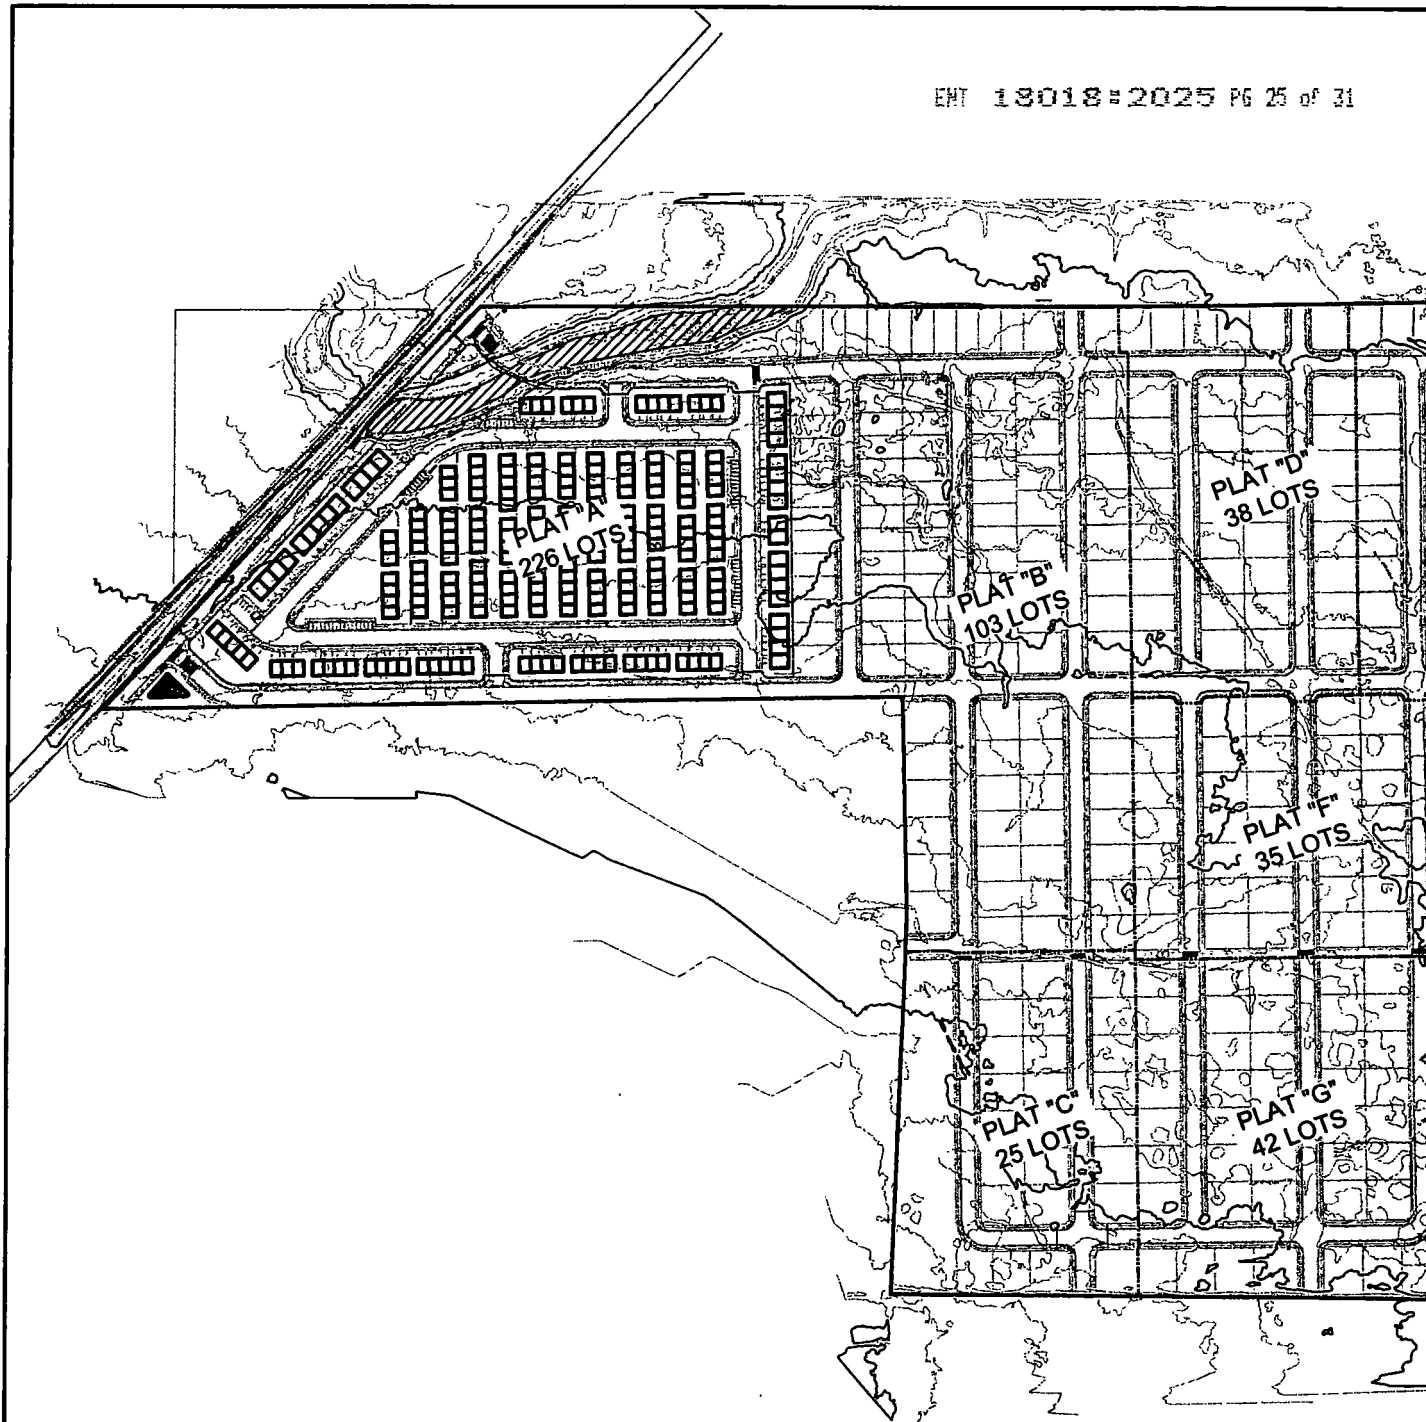 ENT 18018:2025 PG 25 of 31
PLAT "D"
38 LOTS
PLAT "A"
226 LOTS
PLAT "B"
103 LOTS
PLAT "F"
35 LOTS
PLAT "C"
25 LOTS
PLAT "G"
42 LOTS